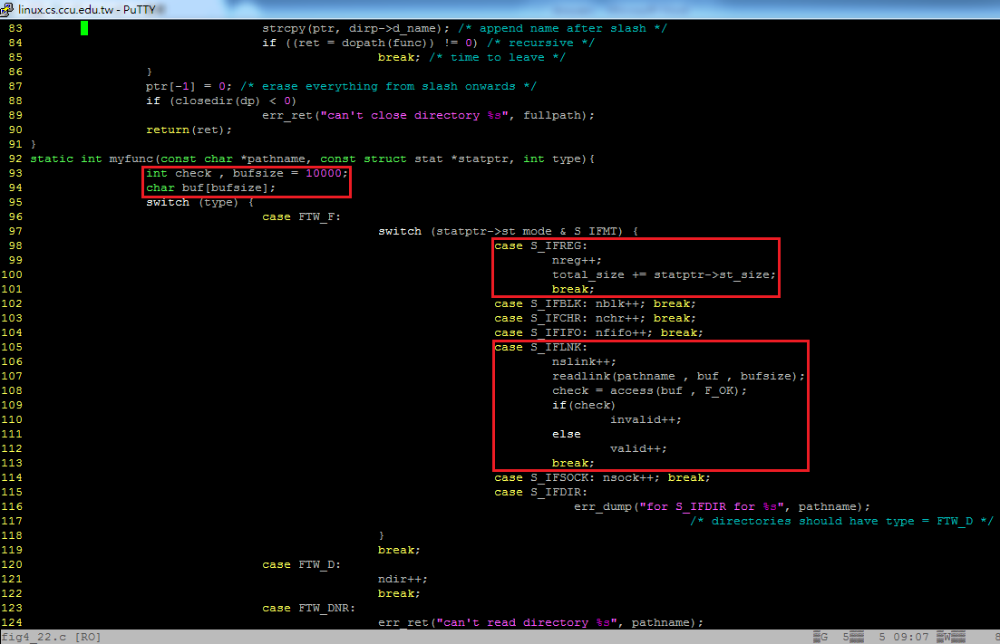 linux.cs.ccu.edu.tw - PuTTY
83 strcpy(ptr, dirp->d_name); /* append name after slash */
84 if ((ret = dopath(func)) != 0) /* recursive */
85 break; /* time to leave */
86 }
87 ptr[-1] = 0; /* erase everything from slash onwards */
88 if (closedir(dp) < 0)
89 err_ret("can't close directory %s", fullpath);
90 return(ret);
91 }
92 static int myfunc(const char *pathname, const struct stat *statptr, int type){
93 int check , bufsize = 10000;
94 char buf[bufsize];
95 switch (type) {
96 case FTW_F:
97 switch (statptr->st_mode & S_IFMT) {
98 case S_IFREG:
99 nreg++;
100 total_size += statptr->st_size;
101 break;
102 case S_IFBLK: nblk++; break;
103 case S_IFCHR: nchr++; break;
104 case S_IFIFO: nfifo++; break;
105 case S_IFLNK:
106 nslink++;
107 readlink(pathname , buf , bufsize);
108 check = access(buf , F_OK);
109 if(check)
110 invalid++;
111 else
112 valid++;
113 break;
114 case S_IFSOCK: nsock++; break;
115 case S_IFDIR:
116 err_dump("for S_IFDIR for %s", pathname);
117 /* directories should have type = FTW_D */
118 }
119 break;
120 case FTW_D:
121 ndir++;
122 break;
123 case FTW_DNR:
124 err_ret("can't read directory %s", pathname);
fig4_22.c [RO] G 5 5 09:07 W 8